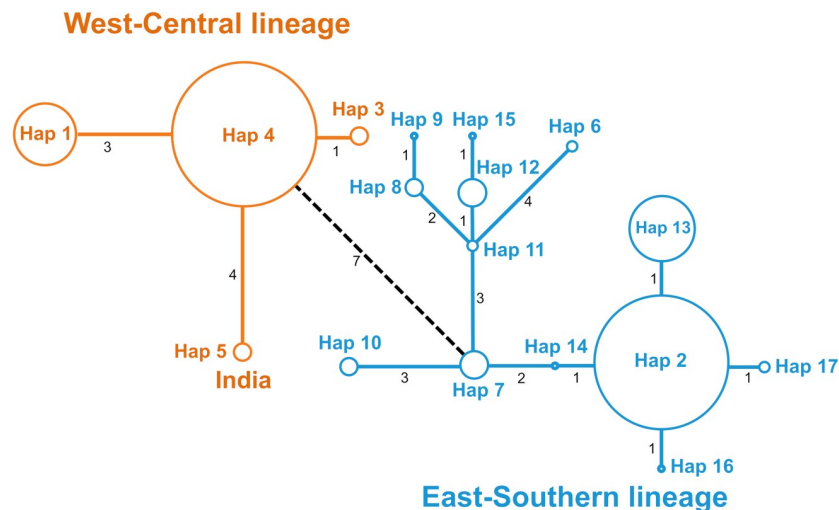 West-Central lineage
Hap 1
3
Hap 4
Hap 3
1
Hap 9
Hap 15
Hap 6
1
1
Hap 12
Hap 8
2
1
4
Hap 11
Hap 13
1
7
4
3
Hap 5
India
Hap 10
3
Hap 7
2
Hap 14
1
Hap 2
1
Hap 17
1
Hap 16
East-Southern lineage